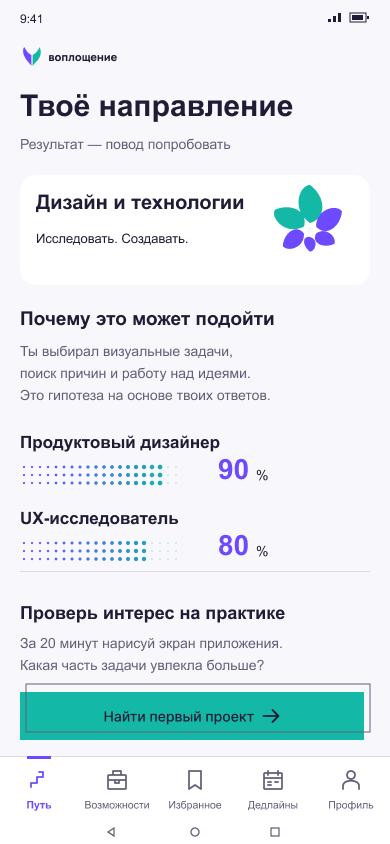 9:41
воплощение
Твоё направление
Результат — повод попробовать
Дизайн и технологии
Исследовать. Создавать.
Почему это может подойти
Ты выбирал визуальные задачи,
поиск причин и работу над идеями.
Это гипотеза на основе твоих ответов.
Продуктовый дизайнер
90 %
UX-исследователь
80 %
Проверь интерес на практике
За 20 минут нарисуй экран приложения.
Какая часть задачи увлекла больше?
Найти первый проект →
Путь Возможности Избранное Дедлайны Профиль